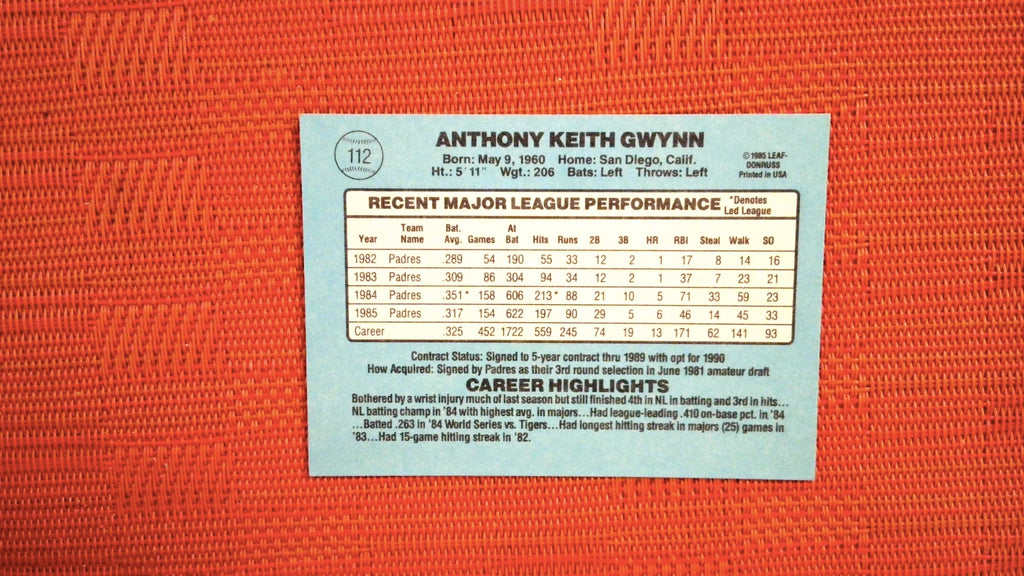 112
ANTHONY KEITH GWYNN
Born: May 9, 1960 Home: San Diego, Calif.
Ht.: 5'11" Wgt.: 206 Bats: Left Throws: Left
©1985 LEAF-
DONRUSS
Printed in USA
RECENT MAJOR LEAGUE PERFORMANCE *Denotes Led League
Year Team Name Bat. Avg. Games At Bat Hits Runs 2B 3B HR RBI Steal Walk SO
1982 Padres .289 54 190 55 33 12 2 1 17 8 14 16
1983 Padres .309 86 304 94 34 12 2 1 37 7 23 21
1984 Padres .351* 158 606 213* 88 21 10 5 71 33 59 23
1985 Padres .317 154 622 197 90 29 5 6 46 14 45 33
Career .325 452 1722 559 245 74 19 13 171 62 141 93
Contract Status: Signed to 5-year contract thru 1989 with opt for 1990
How Acquired: Signed by Padres as their 3rd round selection in June 1981 amateur draft
CAREER HIGHLIGHTS
Bothered by a wrist injury much of last season but still finished 4th in NL in batting and 3rd in hits...
NL batting champ in '84 with highest avg. in majors...Had league-leading .410 on-base pct. in '84
...Batted .263 in '84 World Series vs. Tigers...Had longest hitting streak in majors (25) games in
'83...Had 15-game hitting streak in '82.